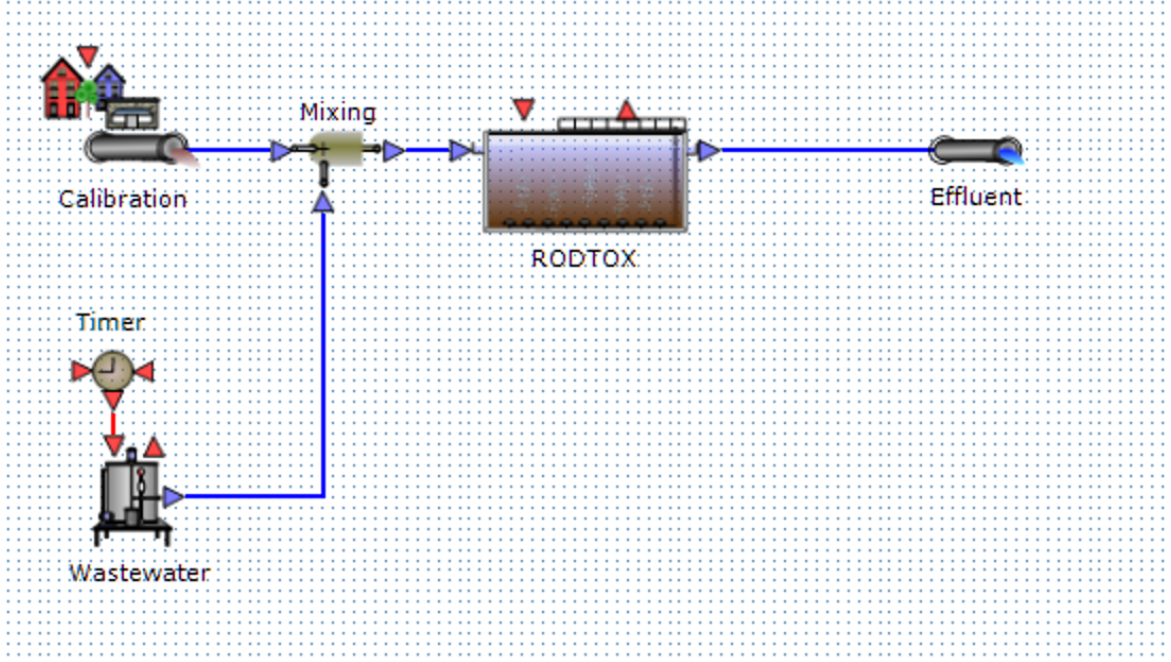 Mixing
Calibration
Effluent
RODTOX
Timer
Wastewater